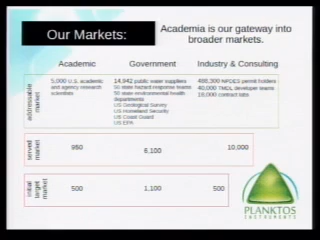 Our Markets:
Academia is our gateway into
broader markets.
Academic
Government
Industry & Consulting
addressable
market
5,000 U.S. academic
and agency research
scientists
14,942 public water suppliers
50 state hazard response teams
50 state environmental health
departments
US Geological Survey
US Homeland Security
US Coast Guard
US EPA
488,300 NPDES permit holders
40,000 TMDL developer teams
10,000 contract labs
served
market
950
6,100
10,000
initial
target
market
500
1,100
500
PLANKTOS
INSTRUMENTS